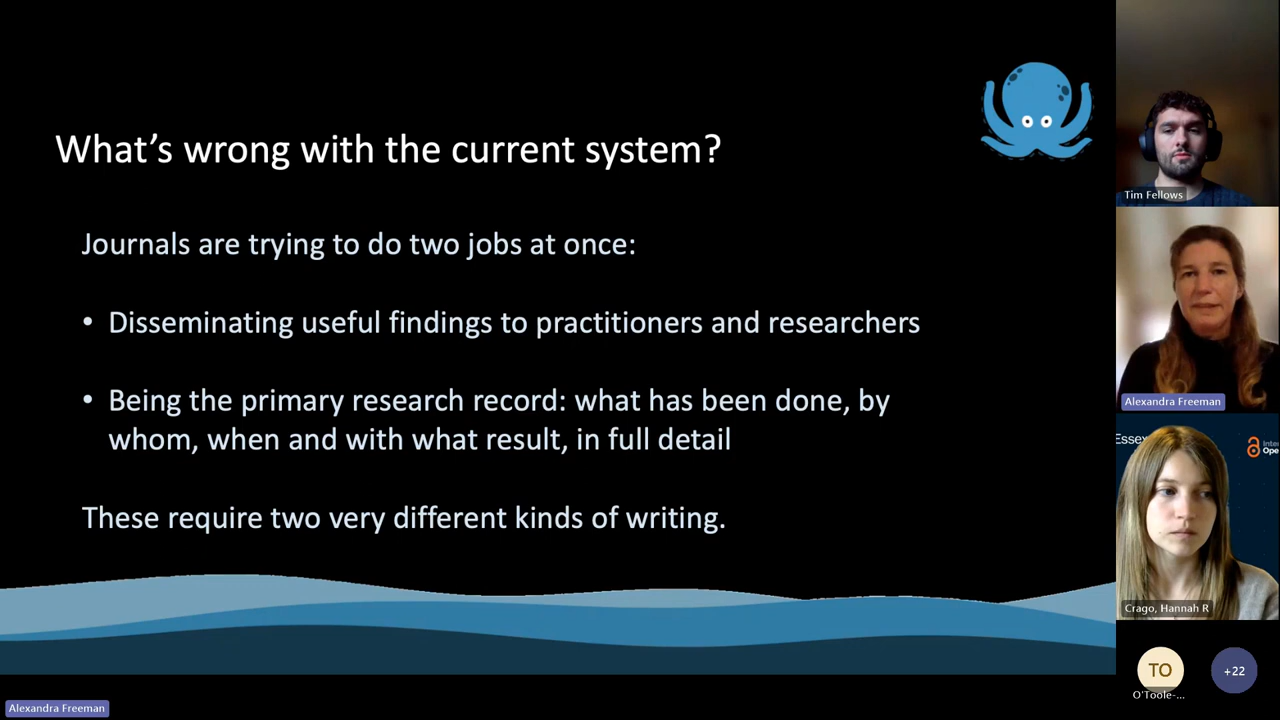 What's wrong with the current system?
Journals are trying to do two jobs at once:
• Disseminating useful findings to practitioners and researchers
• Being the primary research record: what has been done, by
whom, when and with what result, in full detail
These require two very different kinds of writing.
Alexandra Freeman
Tim Fellows
Alexandra Freeman
Essex
Inte
Ope
Crago, Hannah R
TO
O'Toole-...
+22